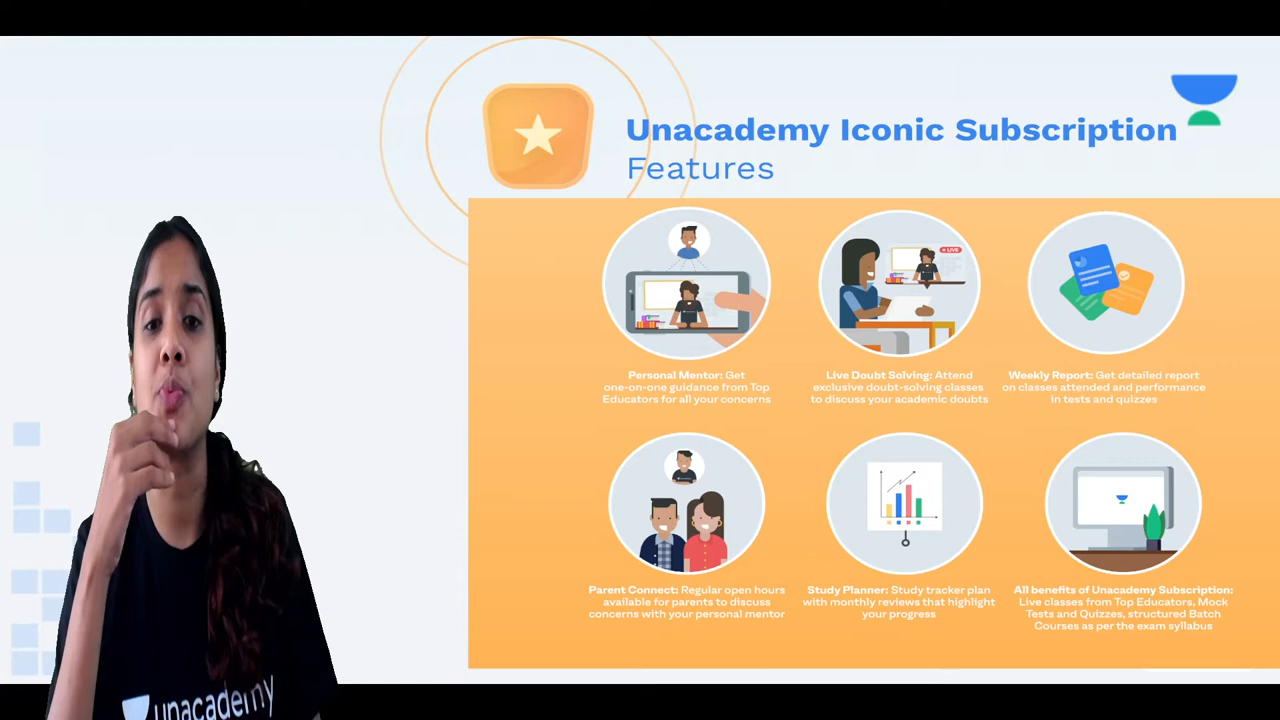 Unacademy Iconic Subscription
Features
LIVE
Personal Mentor: Get
one-on-one guidance from Top
Educators for all your concerns
Live Doubt Solving: Attend
exclusive doubt-solving classes
to discuss your academic doubts
Weekly Report: Get detailed report
on classes attended and performance
in tests and quizzes
Parent Connect: Regular open hours
available for parents to discuss
concerns with your personal mentor
Study Planner: Study tracker plan
with monthly reviews that highlight
your progress
All benefits of Unacademy Subscription:
Live classes from Top Educators, Mock
Tests and Quizzes, structured Batch
Courses as per the exam syllabus
unacademy